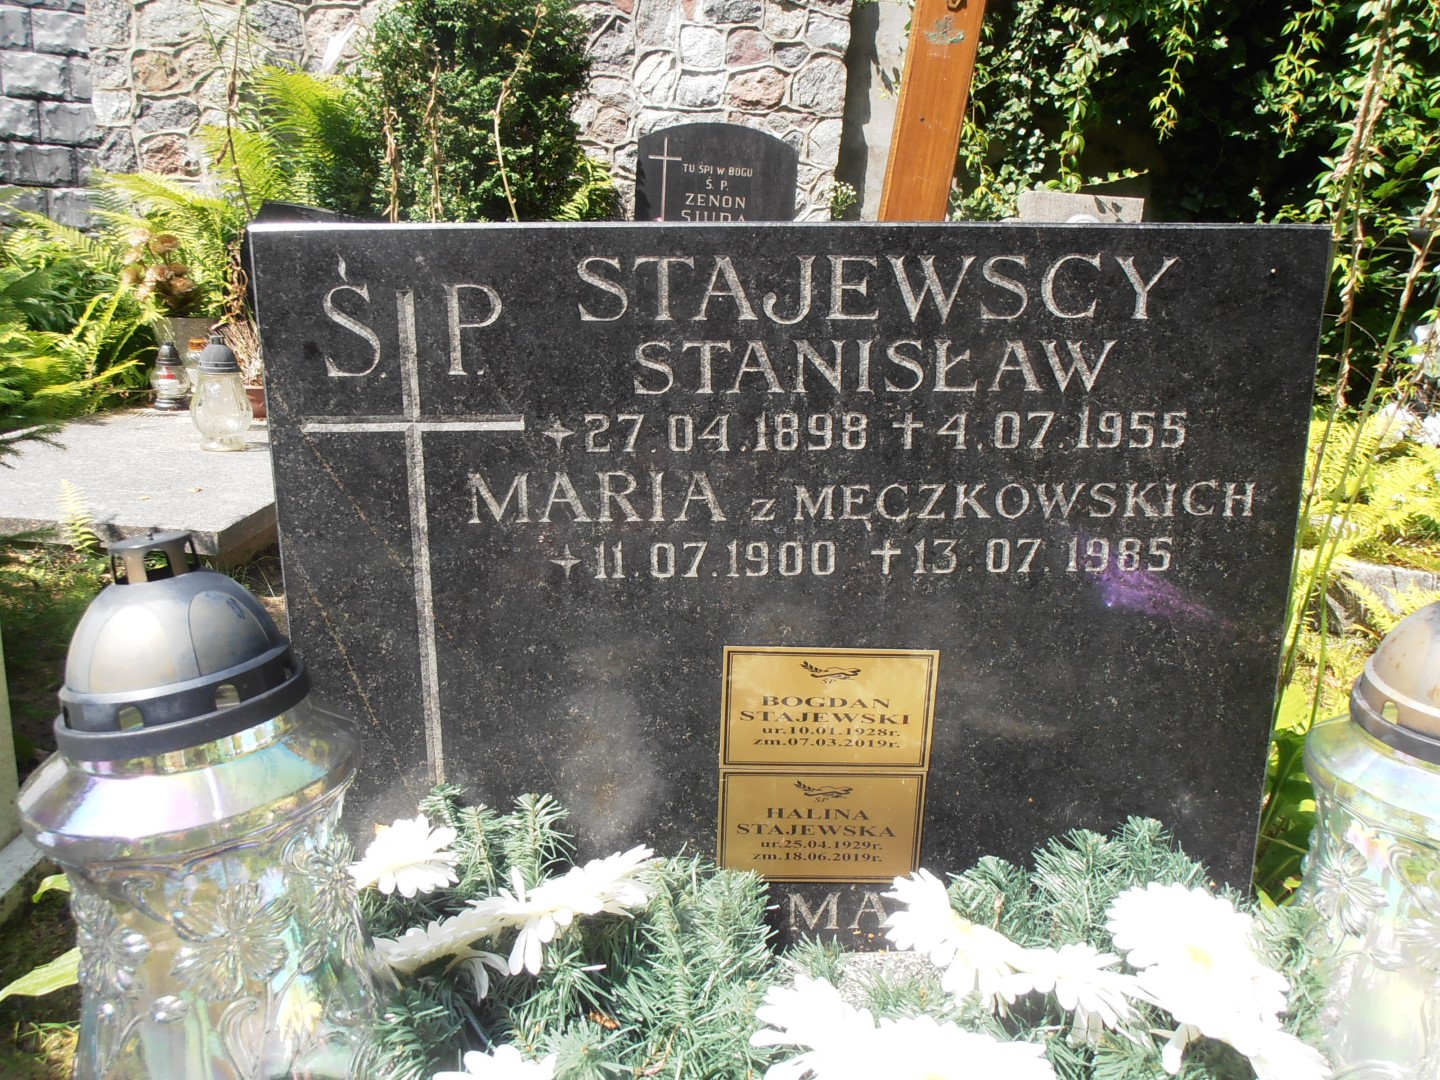 TU ŚPI W BOGU
Ś. P.
ZENON
SIUDA
Ś.P.
STAJEWSCY
STANISŁAW
27.04.1898 4.07.1955
MARIA z MĘCZKOWSKICH
11.07.1900 13.07.1985
Ś.P.
BOGDAN
STAJEWSKI
ur.10.01.1928r.
zm.07.03.2019r.
Ś.P.
HALINA
STAJEWSKA
ur.25.04.1929r.
zm.18.06.2019r.